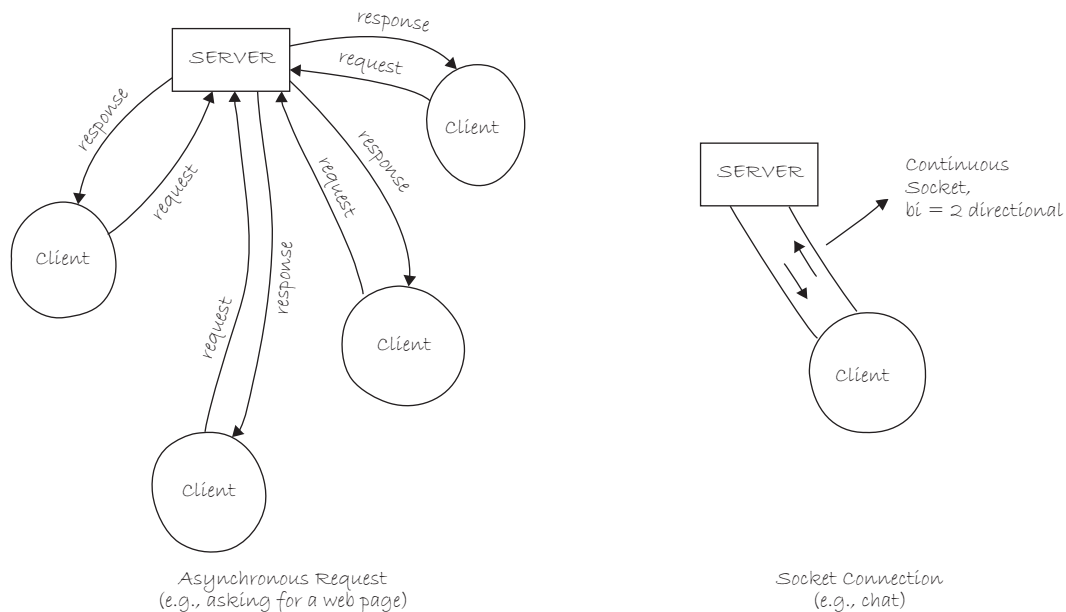 SERVER
response
request
Client
response
request
Client
response
request
Client
request
response
Client
Asynchronous Request
(e.g., asking for a web page)
SERVER
Continuous
Socket,
bi = 2 directional
Client
Socket Connection
(e.g., chat)